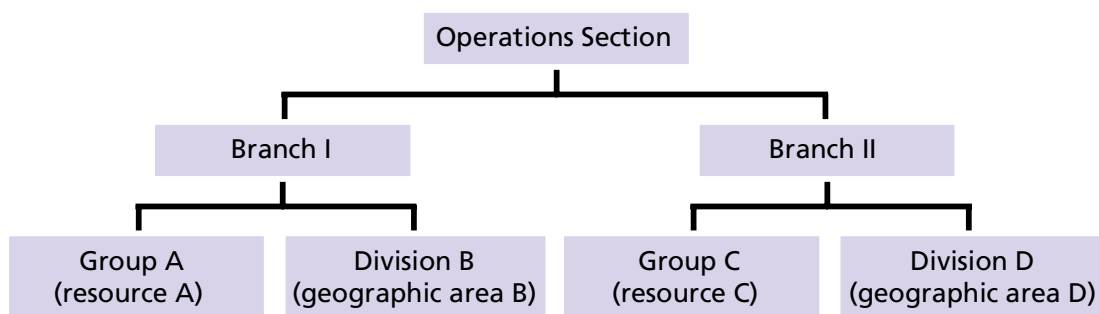 Operations Section
Branch I
Branch II
Group A
(resource A)
Division B
(geographic area B)
Group C
(resource C)
Division D
(geographic area D)